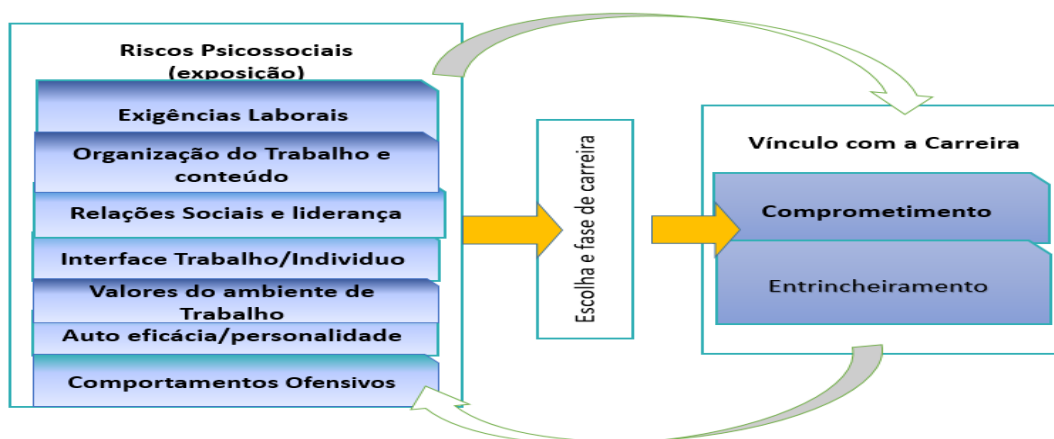 Riscos Psicossociais
(exposição)
Exigências Laborais
Organização do Trabalho e
conteúdo
Relações Sociais e liderança
Interface Trabalho/Individuo
Valores do ambiente de
Trabalho
Auto eficácia/personalidade
Comportamentos Ofensivos
Escolha e fase de carreira
Vínculo com a Carreira
Comprometimento
Entrincheiramento